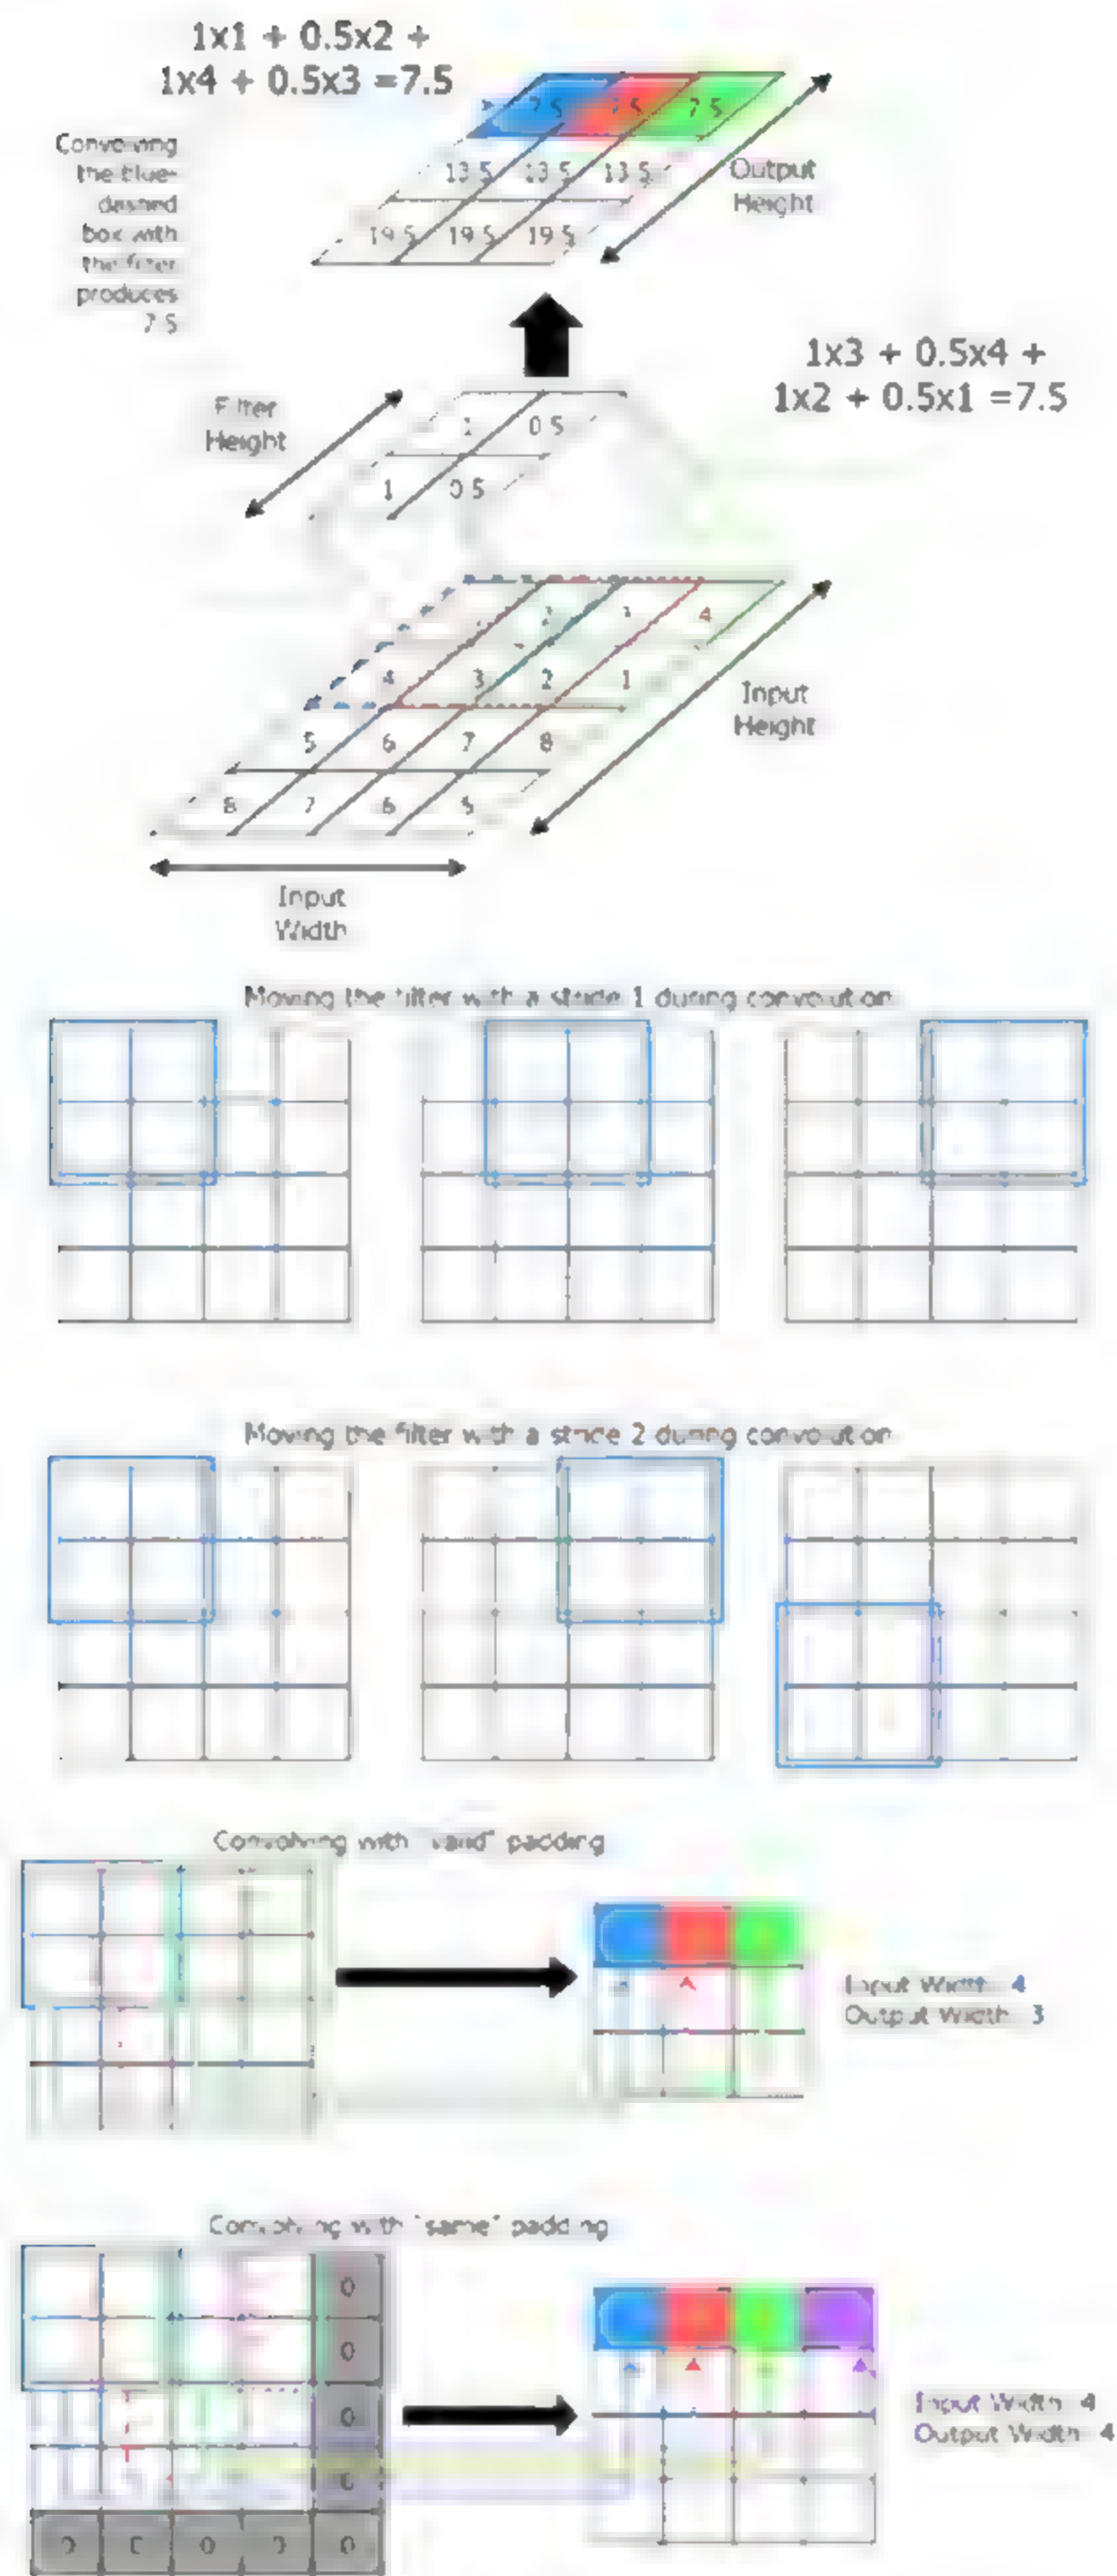 1x1 + 0.5x2 +
1x4 + 0.5x3 =7.5
Convolving
the blue-
dashed
box with
the filter
produces
7.5
7.5 7.5 7.5
13.5 13.5 13.5
19.5 19.5 19.5
Output
Height
1x3 + 0.5x4 +
1x2 + 0.5x1 =7.5
Filter
Height
1 0.5
1 0.5
2 3 4
4 3 2 1
5 6 7 8
8 7 6 5
Input
Height
Input
Width
Moving the filter with a stride 1 during convolution
Moving the filter with a stride 2 during convolution
Convolving with "valid" padding
Input Width 4
Output Width 3
Convolving with "same" padding
0
0
0
0
0 0 0 0 0
Input Width 4
Output Width 4